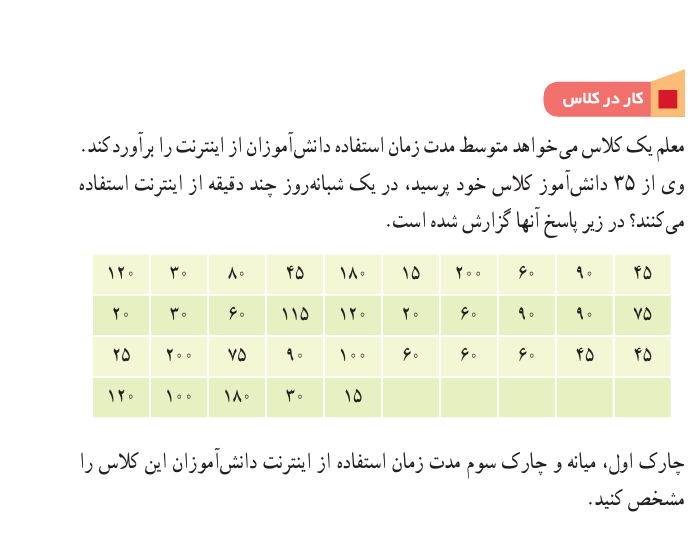 کار در کلاس
معلم یک کلاس می‌خواهد متوسط مدت زمان استفاده دانش‌آموزان از اینترنت را برآورد کند.
وی از ۳۵ دانش‌آموز کلاس خود پرسید، در یک شبانه‌روز چند دقیقه از اینترنت استفاده
می‌کنند؟ در زیر پاسخ آنها گزارش شده است.
۱۲۰ ۳۰ ۸۰ ۴۵ ۱۸۰ ۱۵ ۲۰۰ ۶۰ ۹۰ ۴۵
۲۰ ۳۰ ۶۰ ۱۱۵ ۱۲۰ ۲۰ ۶۰ ۹۰ ۹۰ ۷۵
۲۵ ۲۰۰ ۷۵ ۹۰ ۱۰۰ ۶۰ ۶۰ ۶۰ ۴۵ ۴۵
۱۲۰ ۱۰۰ ۱۸۰ ۳۰ ۱۵
چارک اول، میانه و چارک سوم مدت زمان استفاده از اینترنت دانش‌آموزان این کلاس را
مشخص کنید.